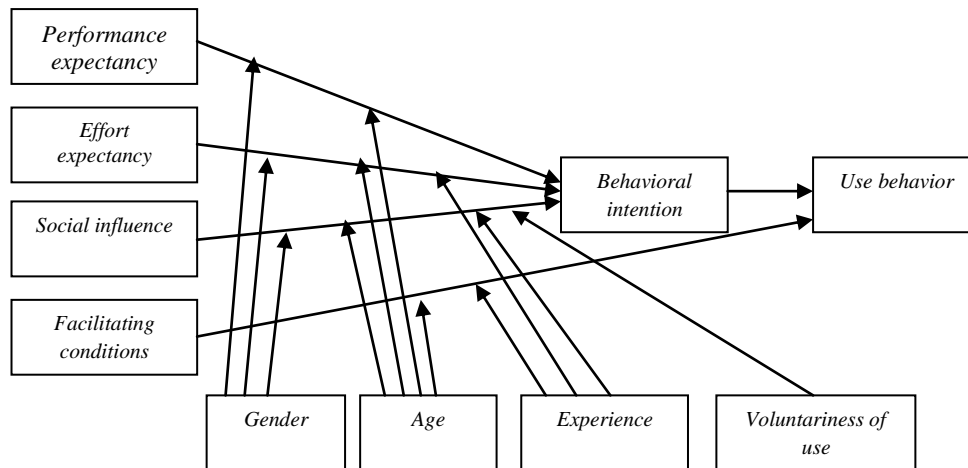 Performance
expectancy
Effort
expectancy
Social influence
Facilitating
conditions
Behavioral
intention
Use behavior
Gender
Age
Experience
Voluntariness of
use